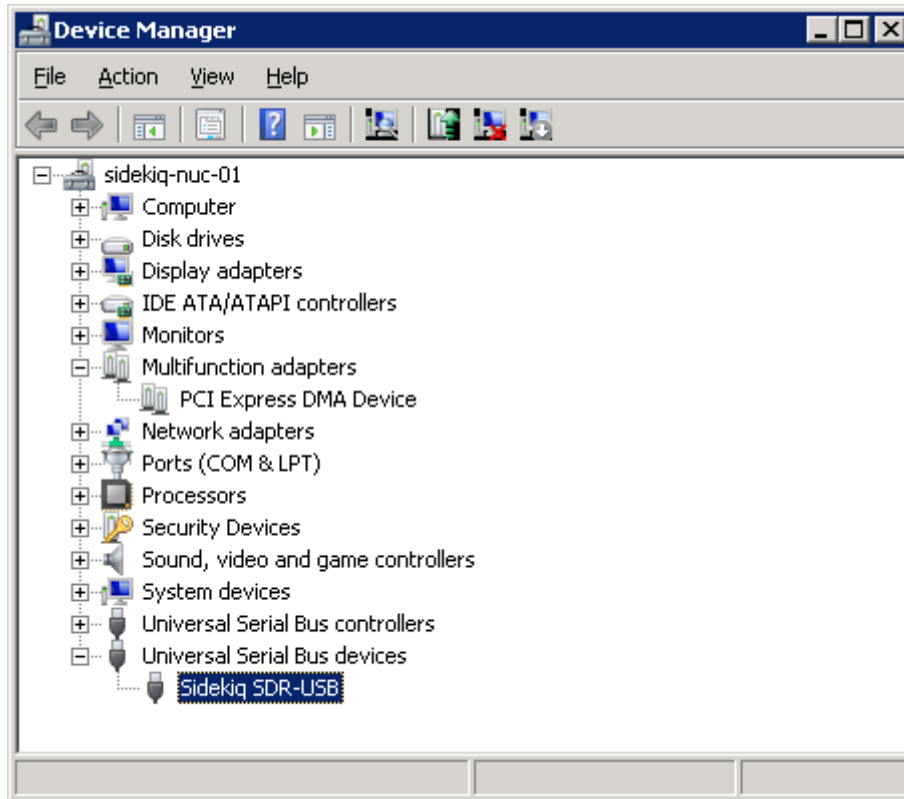 Device Manager
File Action View Help
sidekiq-nuc-01
Computer
Disk drives
Display adapters
IDE ATA/ATAPI controllers
Monitors
Multifunction adapters
PCI Express DMA Device
Network adapters
Ports (COM & LPT)
Processors
Security Devices
Sound, video and game controllers
System devices
Universal Serial Bus controllers
Universal Serial Bus devices
Sidekiq SDR-USB